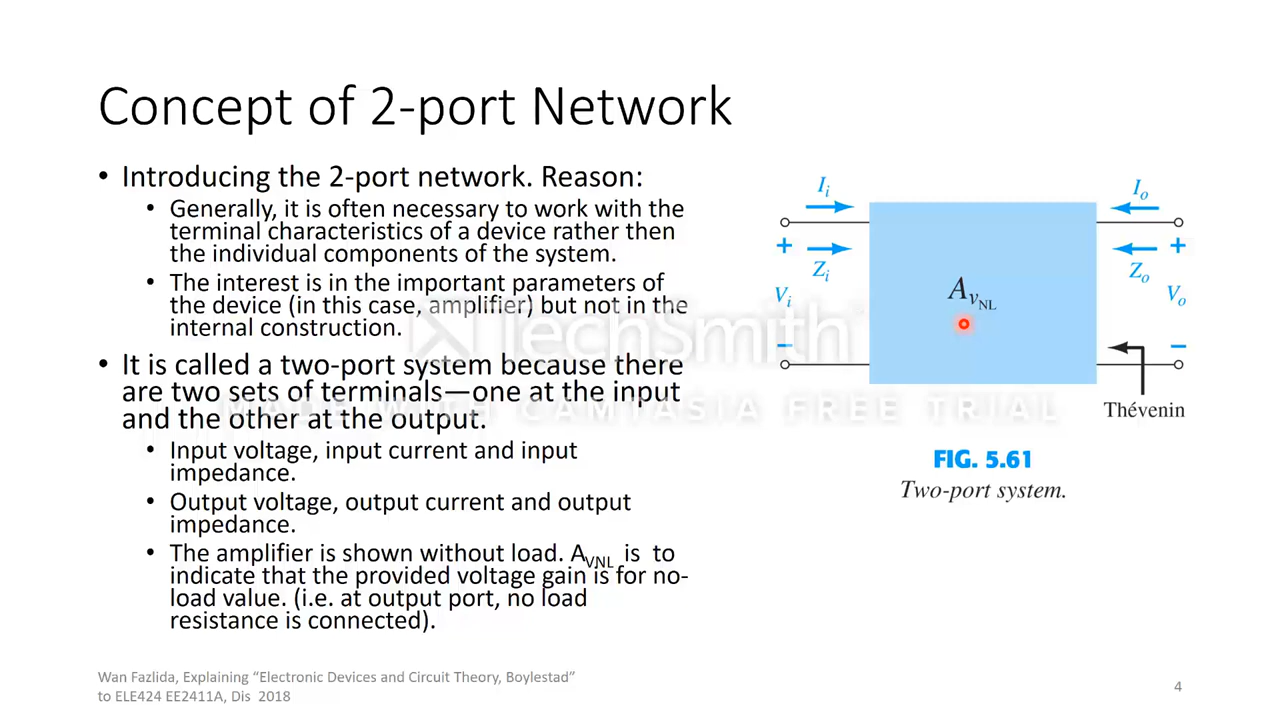 Concept of 2-port Network
• Introducing the 2-port network. Reason:
• Generally, it is often necessary to work with the
terminal characteristics of a device rather then
the individual components of the system.
• The interest is in the important parameters of
the device (in this case, amplifier) but not in the
internal construction.
• It is called a two-port system because there
are two sets of terminals—one at the input
and the other at the output.
• Input voltage, input current and input
impedance.
• Output voltage, output current and output
impedance.
• The amplifier is shown without load. AVNL is to
indicate that the provided voltage gain is for no-
load value. (i.e. at output port, no load
resistance is connected).
Ii
Io
+
Zi
Zo
+
Vi
AvNL
Vo
–
–
Thévenin
FIG. 5.61
Two-port system.
TechSmith
MADE WITH CAMTASIA FREE TRIAL
Wan Fazlida, Explaining “Electronic Devices and Circuit Theory, Boylestad”
to ELE424 EE2411A, Dis 2018
4